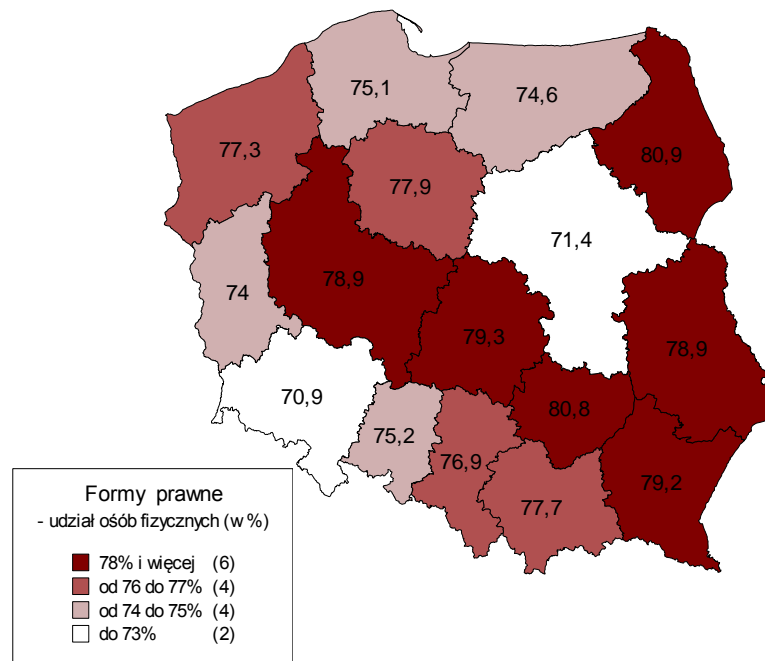 75,1
74,6
77,3
80,9
77,9
71,4
74
78,9
79,3
78,9
70,9
80,8
75,2
76,9
79,2
77,7
Formy prawne
- udział ośób fizycznych (w %)
78% i więcej (6)
od 76 do 77% (4)
od 74 do 75% (4)
do 73% (2)